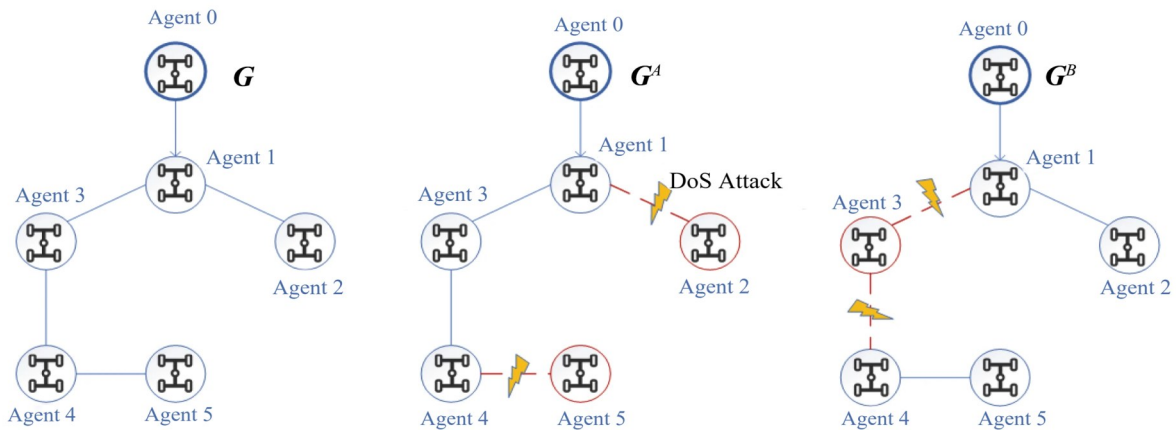 Agent 0
G
Agent 1
Agent 3
Agent 2
Agent 4
Agent 5
Agent 0
G^A
Agent 1
DoS Attack
Agent 3
Agent 2
Agent 4
Agent 5
Agent 0
G^B
Agent 1
Agent 3
Agent 2
Agent 4
Agent 5